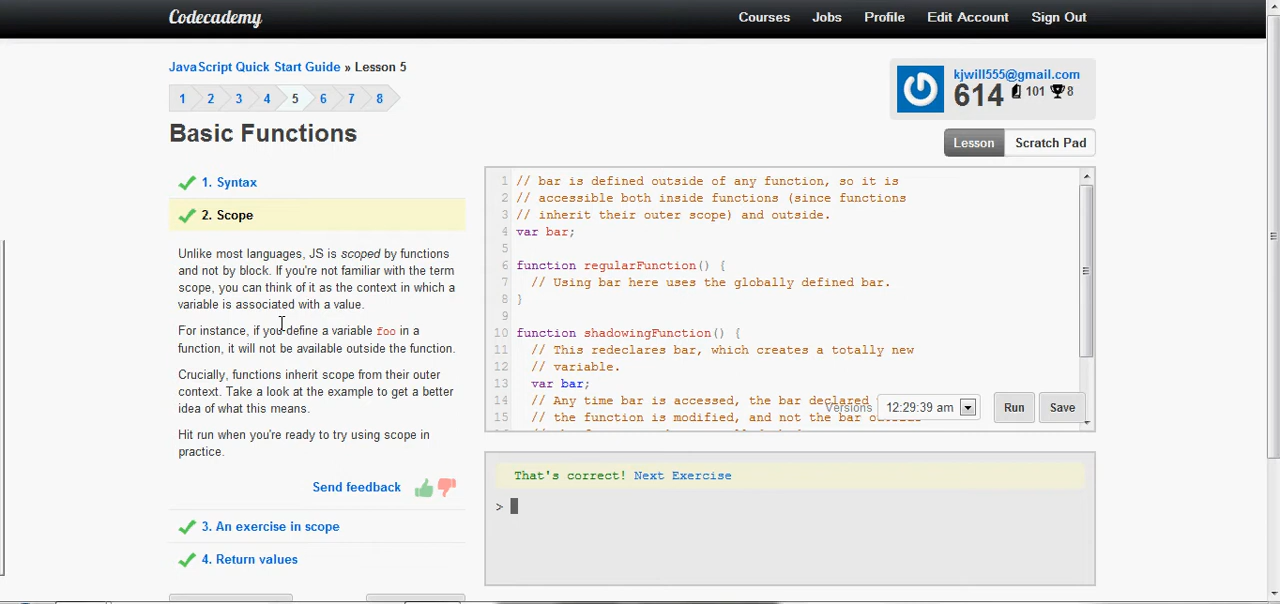 Codecademy
Courses Jobs Profile Edit Account Sign Out
JavaScript Quick Start Guide » Lesson 5
1 2 3 4 5 6 7 8
kjwill555@gmail.com
614 101 8
Basic Functions
Lesson Scratch Pad
1. Syntax
2. Scope
Unlike most languages, JS is scoped by functions
and not by block. If you're not familiar with the term
scope, you can think of it as the context in which a
variable is associated with a value.
For instance, if you define a variable foo in a
function, it will not be available outside the function.
Crucially, functions inherit scope from their outer
context. Take a look at the example to get a better
idea of what this means.
Hit run when you're ready to try using scope in
practice.
Send feedback
3. An exercise in scope
4. Return values
1 // bar is defined outside of any function, so it is
2 // accessible both inside functions (since functions
3 // inherit their outer scope) and outside.
4 var bar;
5
6 function regularFunction() {
7 // Using bar here uses the globally defined bar.
8 }
9
10 function shadowingFunction() {
11 // This redeclares bar, which creates a totally new
12 // variable.
13 var bar;
14 // Any time bar is accessed, the bar declared
15 // the function is modified, and not the bar
Versions 12:29:39 am Run Save
That's correct! Next Exercise
>